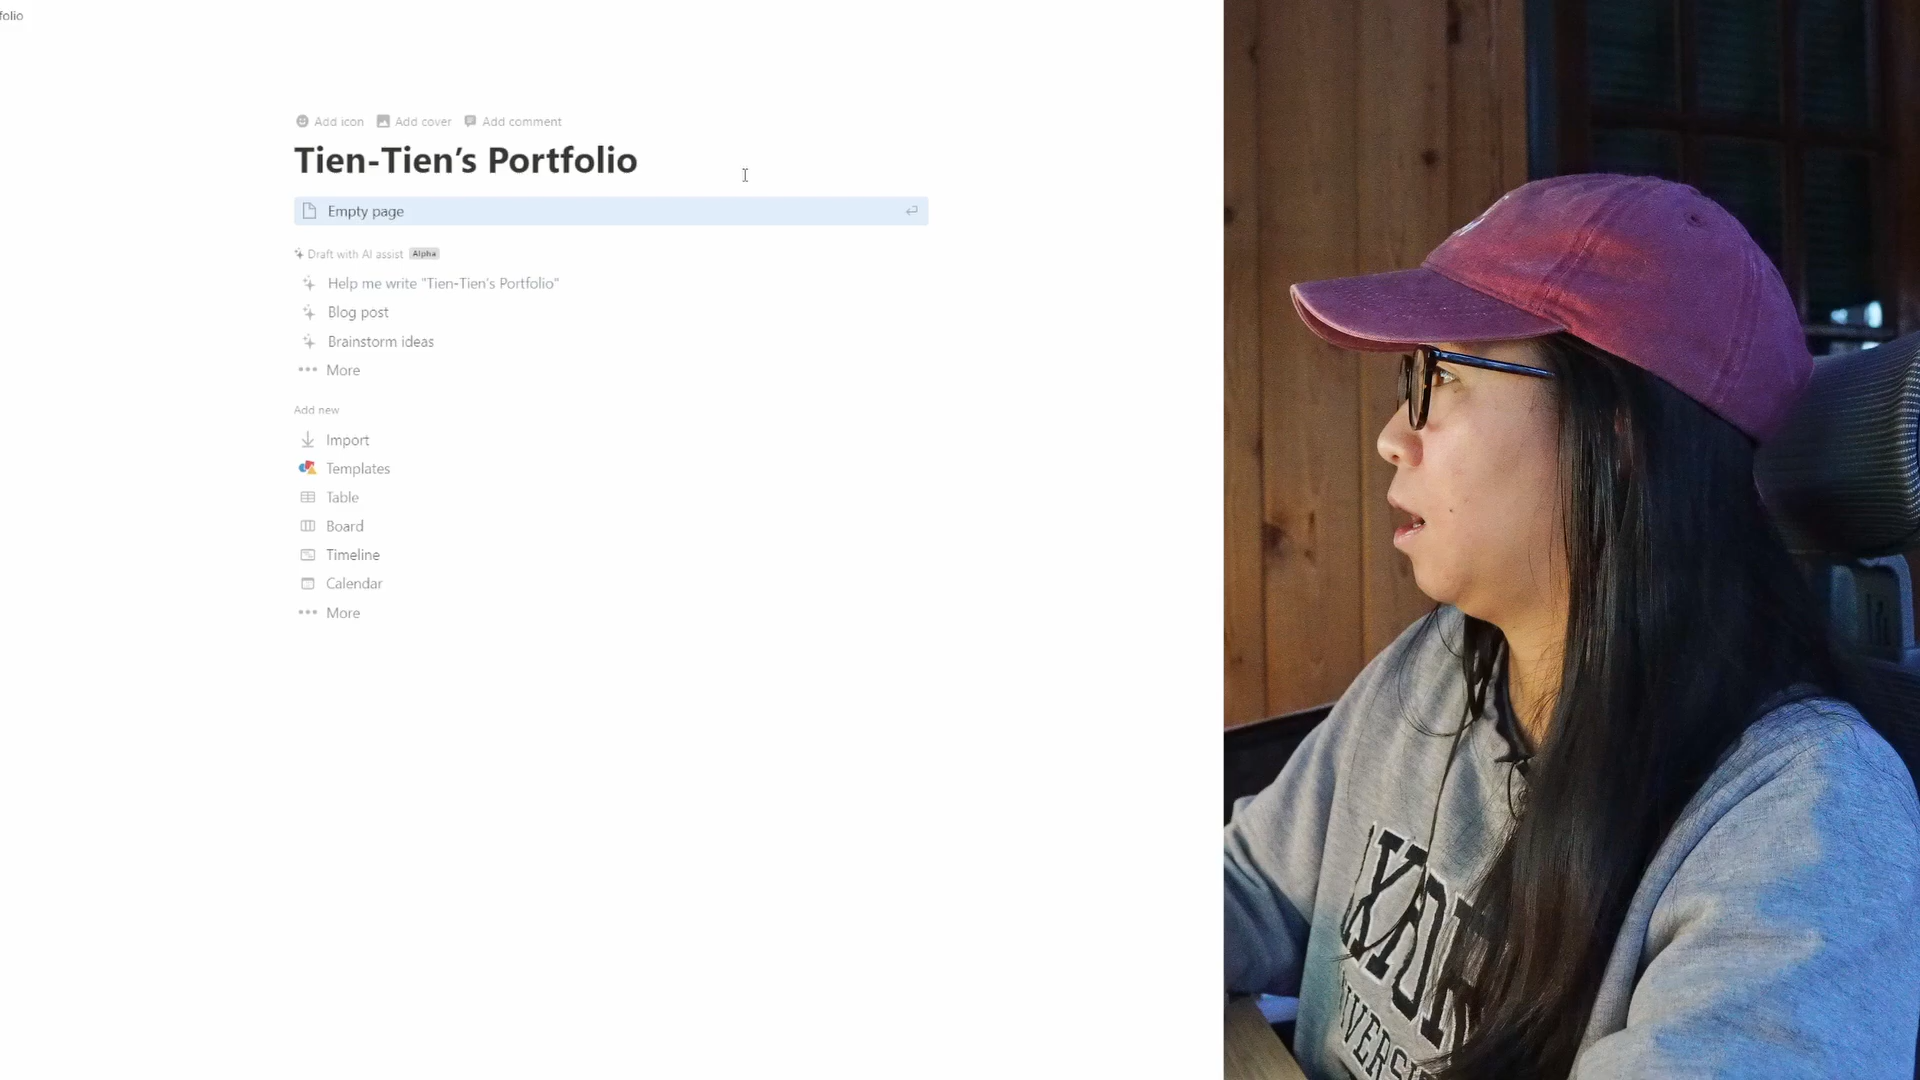 folio
Add icon Add cover Add comment
Tien-Tien's Portfolio
Empty page
Draft with AI assist Alpha
Help me write "Tien-Tien's Portfolio"
Blog post
Brainstorm ideas
More
Add new
Import
Templates
Table
Board
Timeline
Calendar
More